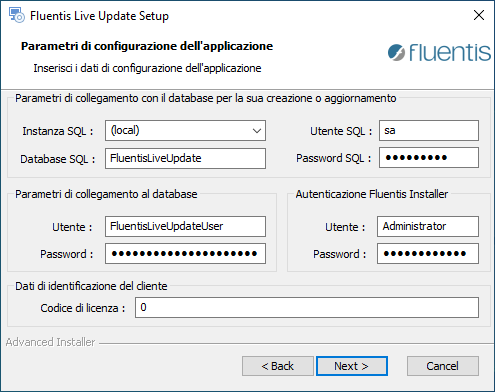 Fluentis Live Update Setup
Parametri di configurazione dell'applicazione
Inserisci i dati di configurazione dell'applicazione
fluentis
Parametri di collegamento con il database per la sua creazione o aggiornamento
Instanza SQL : (local) Utente SQL : sa
Database SQL : FluentisLiveUpdate Password SQL : •••••••••
Parametri di collegamento al database Autenticazione Fluentis Installer
Utente : FluentisLiveUpdateUser Utente : Administrator
Password : ••••••••••••••••••• Password : ••••••••••••
Dati di identificazione del cliente
Codice di licenza : 0
Advanced Installer
< Back Next > Cancel